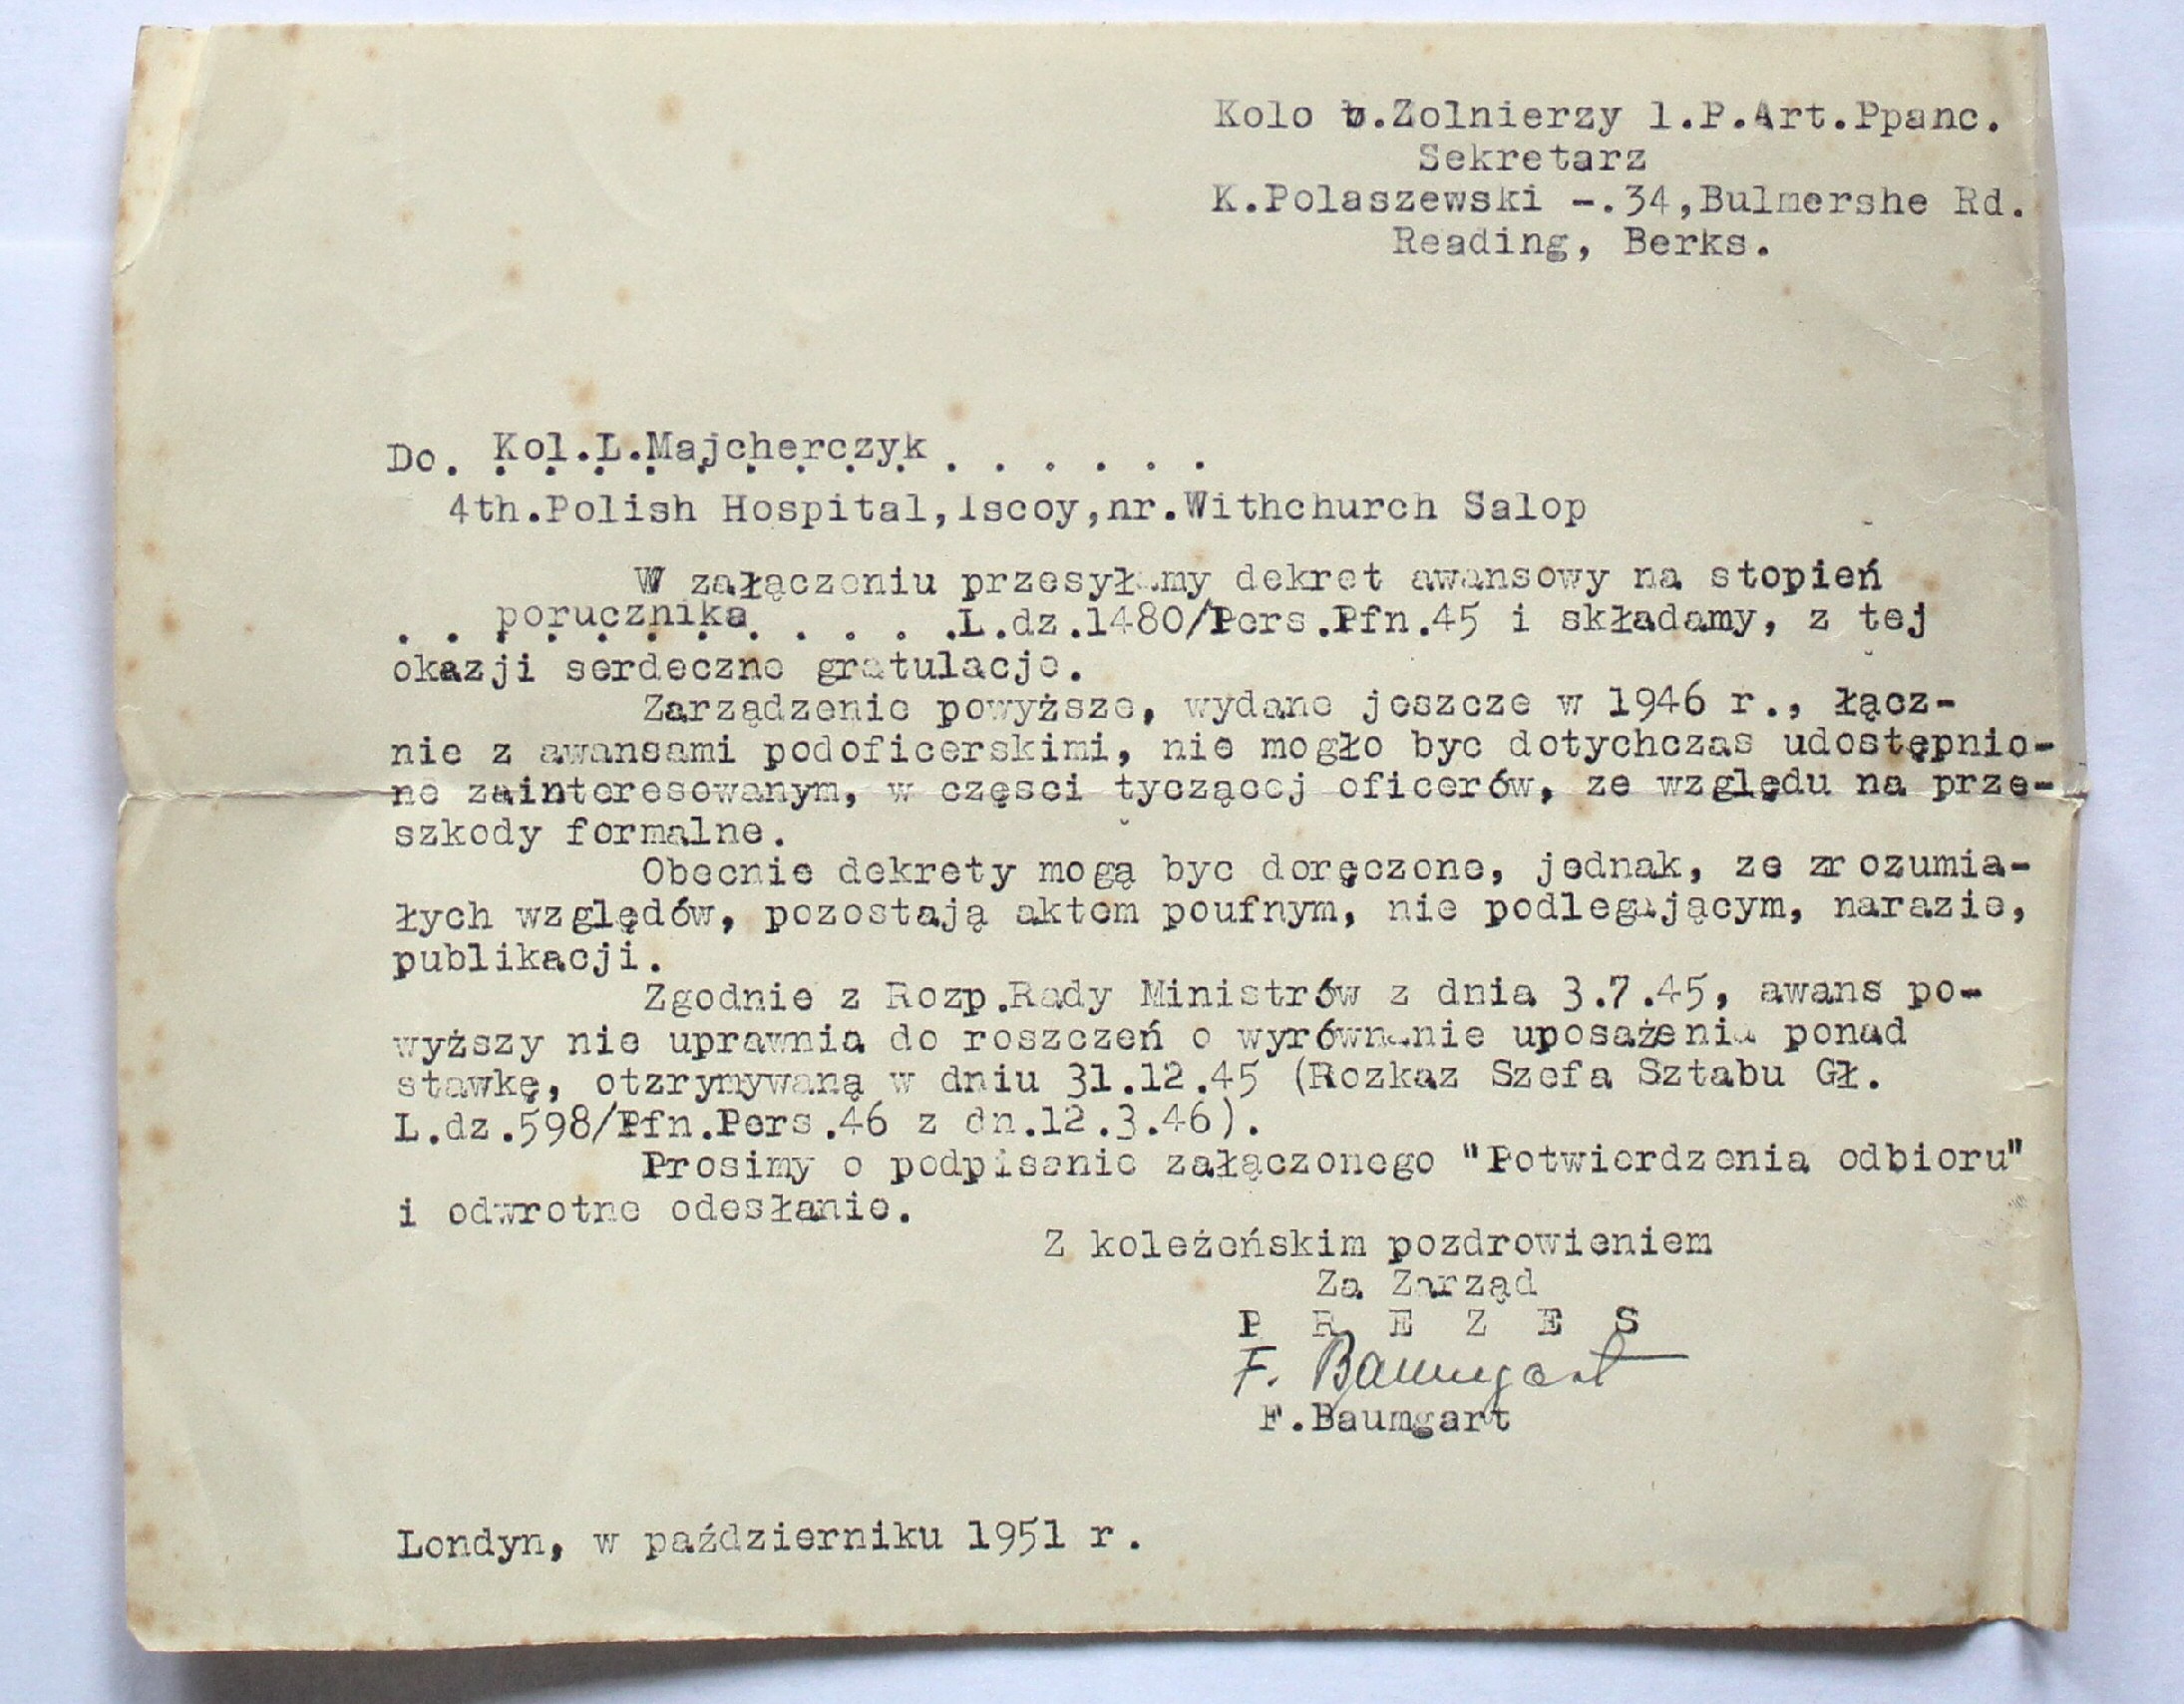 Kolo b.Zolnierzy 1.P.Art.Ppanc.
Sekretarz
K.Polaszewski -.34,Bulmershe Rd.
Reading, Berks.
Do. Kol.L.Majcherczyk . . . . . .
4th.Polish Hospital,Iscoy,nr.Withchurch Salop
W załączeniu przesyłamy dekret awansowy na stopień
. . porucznika . . . .L.dz.1480/Pers.Pfn.45 i składamy, z tej
okazji serdeczne gratulacje.
Zarządzenie powyższe, wydane jeszcze w 1946 r., łącz-
nie z awansami podoficerskimi, nie mogło byc dotychczas udostępnio-
ne zainteresowanym, w częsci tyczącej oficerów, ze względu na prze-
szkody formalne.
Obecnie dekrety mogą byc doręczone, jednak, ze zrozumia-
łych względów, pozostają aktem poufnym, nie podlegającym, narazie,
publikacji.
Zgodnie z Rozp.Rady Ministrów z dnia 3.7.45, awans po-
wyższy nie uprawnia do roszczeń o wyrównanie uposażenia ponad
stawkę, otzrymywaną w dniu 31.12.45 (Rozkaz Szefa Sztabu Gł.
L.dz.598/Pfn.Pers.46 z dn.12.3.46).
Prosimy o podpisanie załączonego "Potwierdzenia odbioru"
i odwrotne odesłanie.
Z koleżeńskim pozdrowieniem
Za Zarząd
P R E Z E S
F. Baumgart
F.Baumgart
Londyn, w październiku 1951 r.